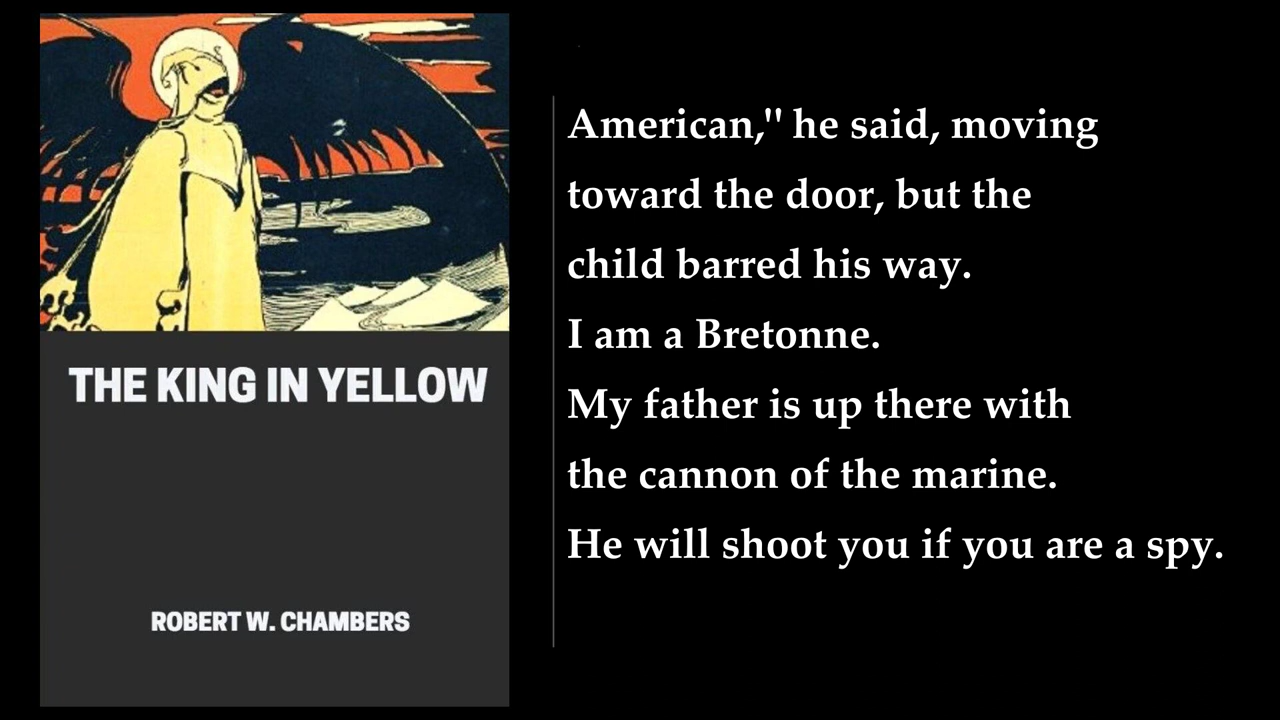 THE KING IN YELLOW
ROBERT W. CHAMBERS
American," he said, moving
toward the door, but the
child barred his way.
I am a Bretonne.
My father is up there with
the cannon of the marine.
He will shoot you if you are a spy.